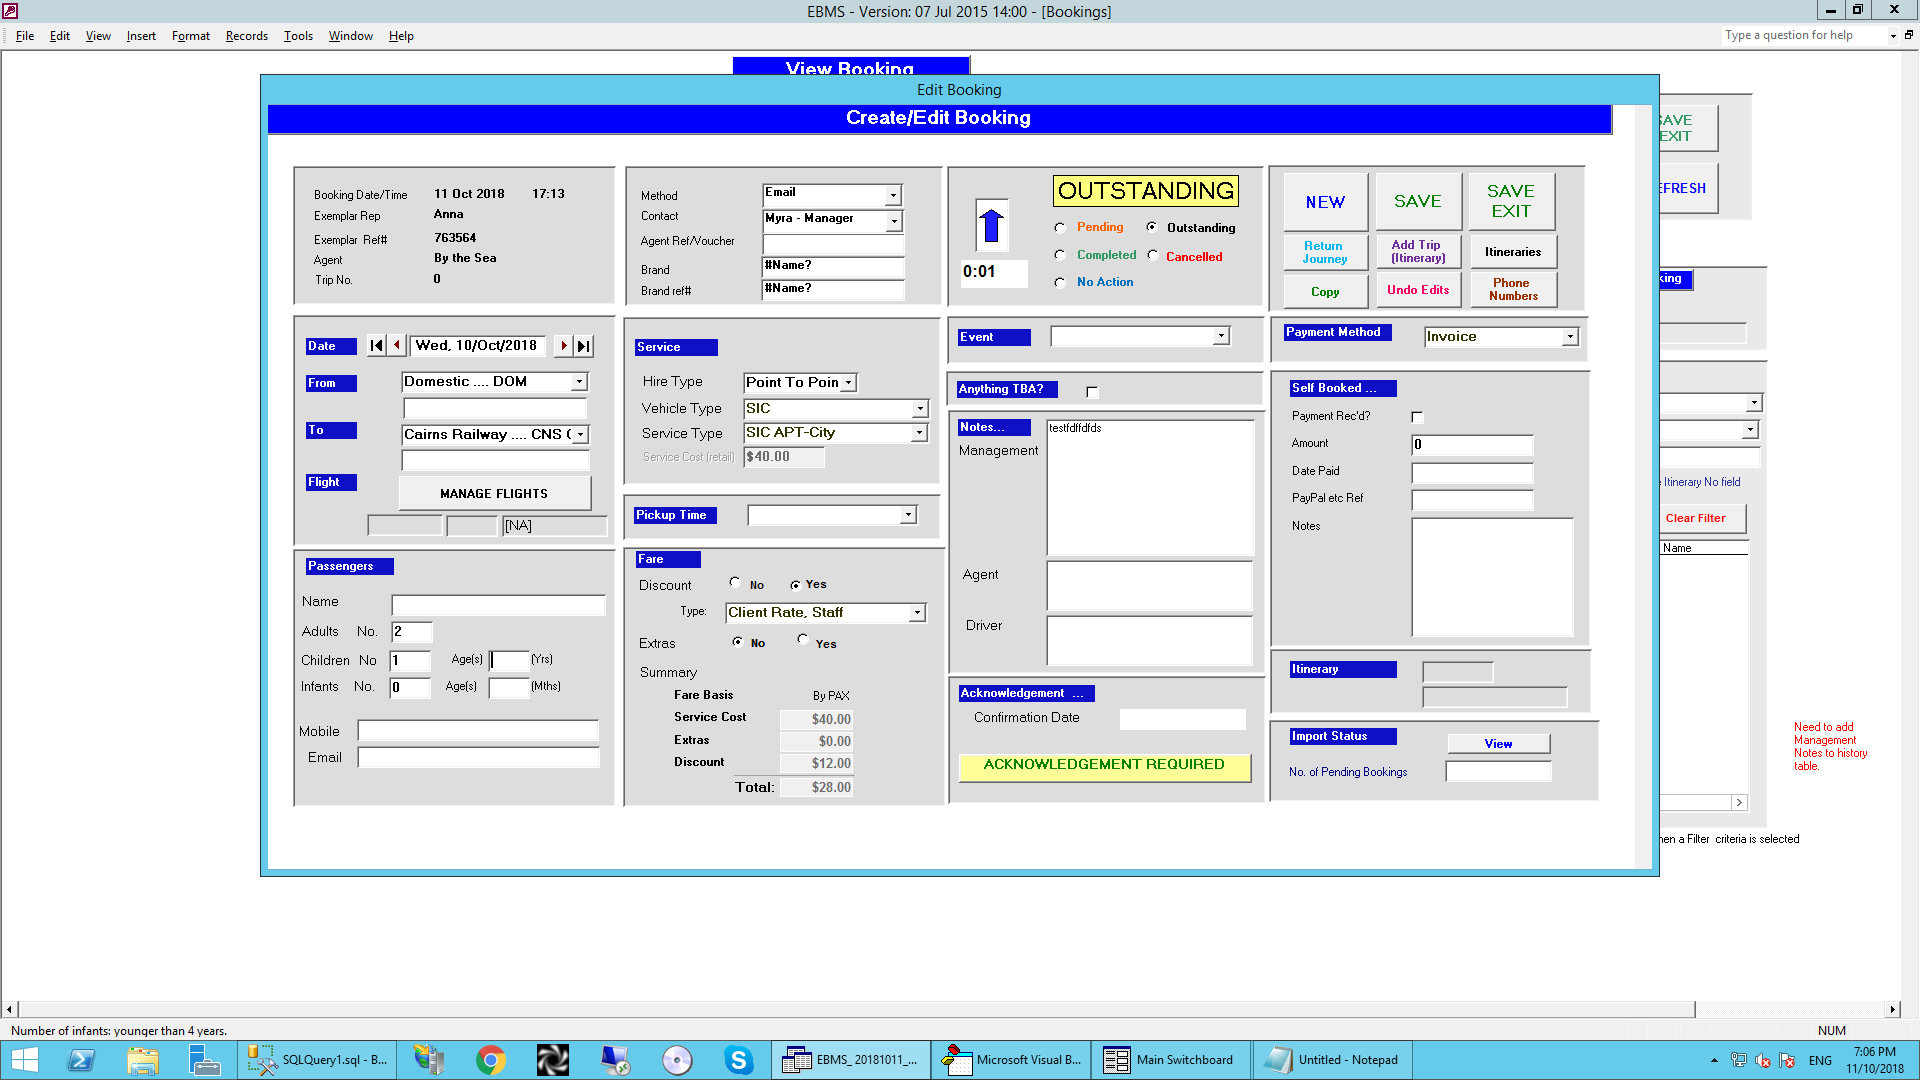 EBMS - Version: 07 Jul 2015 14:00 - [Bookings]
File Edit View Insert Format Records Tools Window Help
Type a question for help
View Booking
Edit Booking
Create/Edit Booking
Booking Date/Time 11 Oct 2018 17:13
Exemplar Rep Anna
Exemplar Ref# 763564
Agent By the Sea
Trip No. 0
Method Email
Contact Myra - Manager
Agent Ref/Voucher
Brand #Name?
Brand ref# #Name?
OUTSTANDING
Pending Outstanding
Completed Cancelled
No Action
0:01
NEW SAVE SAVE EXIT
Return Journey Add Trip (Itinerary) Itineraries
Copy Undo Edits Phone Numbers
SAVE
EXIT
EFRESH
king
Date Wed, 10/Oct/2018
From Domestic .... DOM
To Cairns Railway .... CNS (
Flight MANAGE FLIGHTS
[NA]
Service
Hire Type Point To Poin
Vehicle Type SIC
Service Type SIC APT-City
Service Cost (retail) $40.00
Pickup Time
Event
Anything TBA?
Notes...
Management testfdffdfds
Agent
Driver
Payment Method Invoice
Self Booked ...
Payment Rec'd?
Amount 0
Date Paid
PayPal etc Ref
Notes
Passengers
Name
Adults No. 2
Children No 1 Age(s) (Yrs)
Infants No. 0 Age(s) (Mths)
Mobile
Email
Fare
Discount No Yes
Type: Client Rate, Staff
Extras No Yes
Summary
Fare Basis By PAX
Service Cost $40.00
Extras $0.00
Discount $12.00
Total: $28.00
Acknowledgement ...
Confirmation Date
ACKNOWLEDGEMENT REQUIRED
Itinerary
Import Status View
No. of Pending Bookings
Itinerary No field
Clear Filter
Name
Need to add
Management
Notes to history
table.
hen a Filter criteria is selected
Number of infants: younger than 4 years.
NUM
SQLQuery1.sql - B...
EBMS_ 20181011_...
Microsoft Visual B...
Main Switchboard
Untitled - Notepad
ENG
7:06 PM
11/10/2018